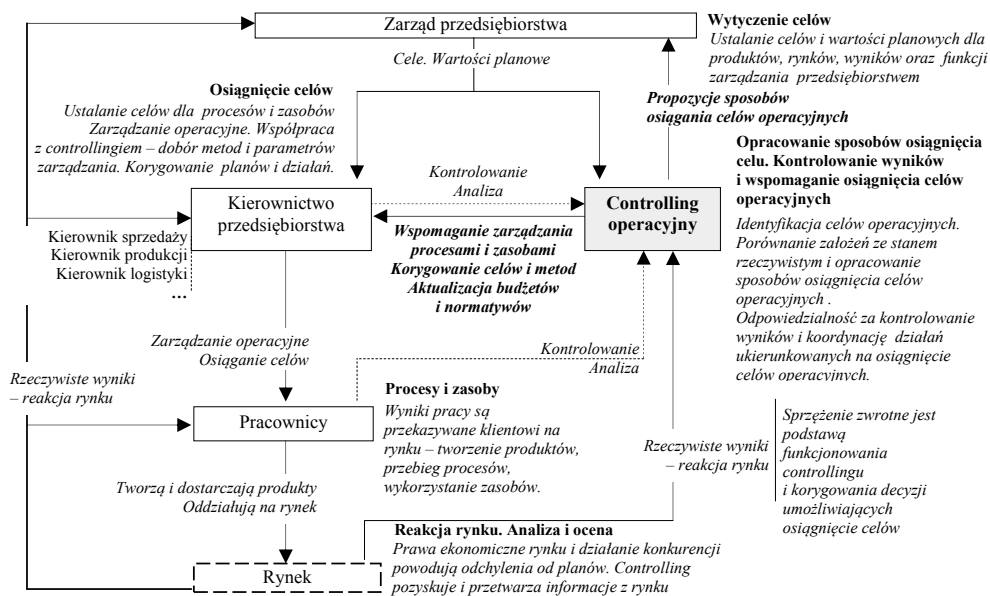 Zarząd przedsiębiorstwa
Wytyczenie celów
Ustalanie celów i wartości planowych dla
produktów, rynków, wyników oraz funkcji
zarządzania przedsiębiorstwem
Cele. Wartości planowe
Osiągnięcie celów
Ustalanie celów dla procesów i zasobów
Zarządzanie operacyjne. Współpraca
z controllingiem – dobór metod i parametrów
zarządzania. Korygowanie planów i działań.
Propozycje sposobów
osiągania celów operacyjnych
Opracowanie sposobów osiągnięcia
celu. Kontrolowanie wyników
i wspomaganie osiągnięcia celów
operacyjnych
Identyfikacja celów operacyjnych.
Porównanie założeń ze stanem
rzeczywistym i opracowanie
sposobów osiągnięcia celów
operacyjnych .
Odpowiedzialność za kontrolowanie
wyników i koordynację działań
ukierunkowanych na osiągnięcie
celów operacyjnych.
Kontrolowanie
Analiza
Kierownictwo
przedsiębiorstwa
Controlling
operacyjny
Kierownik sprzedaży
Kierownik produkcji
Kierownik logistyki
...
Wspomaganie zarządzania
procesami i zasobami
Korygowanie celów i metod
Aktualizacja budżetów
i normatywów
Zarządzanie operacyjne
Osiąganie celów
Kontrolowanie
Analiza
Rzeczywiste wyniki
– reakcja rynku
Pracownicy
Procesy i zasoby
Wyniki pracy są
przekazywane klientowi na
rynku – tworzenie produktów,
przebieg procesów,
wykorzystanie zasobów.
Rzeczywiste wyniki
– reakcja rynku
Sprzężenie zwrotne jest
podstawą
funkcjonowania
controllingu
i korygowania decyzji
umożliwiających
osiągnięcie celów
Tworzą i dostarczają produkty
Oddziałują na rynek
Rynek
Reakcja rynku. Analiza i ocena
Prawa ekonomiczne rynku i działanie konkurencji
powodują odchylenia od planów. Controlling
pozyskuje i przetwarza informacje z rynku